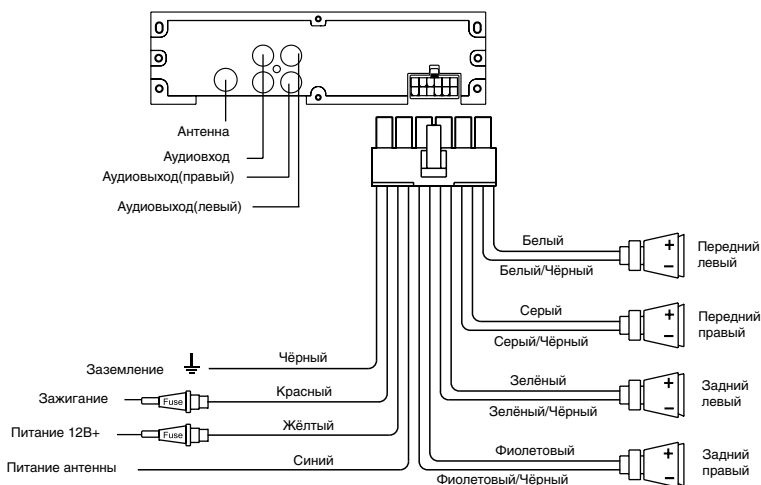 Антенна
Аудиовход
Аудиовыход(правый)
Аудиовыход(левый)
Белый
+
−
Передний
левый
Белый/Чёрный
Серый
+
−
Передний
правый
Серый/Чёрный
Чёрный
Заземление
Зелёный
+
−
Задний
левый
Красный
Зажигание
Fuse
Зелёный/Чёрный
Жёлтый
Питание 12В+
Fuse
Фиолетовый
+
−
Задний
правый
Синий
Питание антенны
Фиолетовый/Чёрный